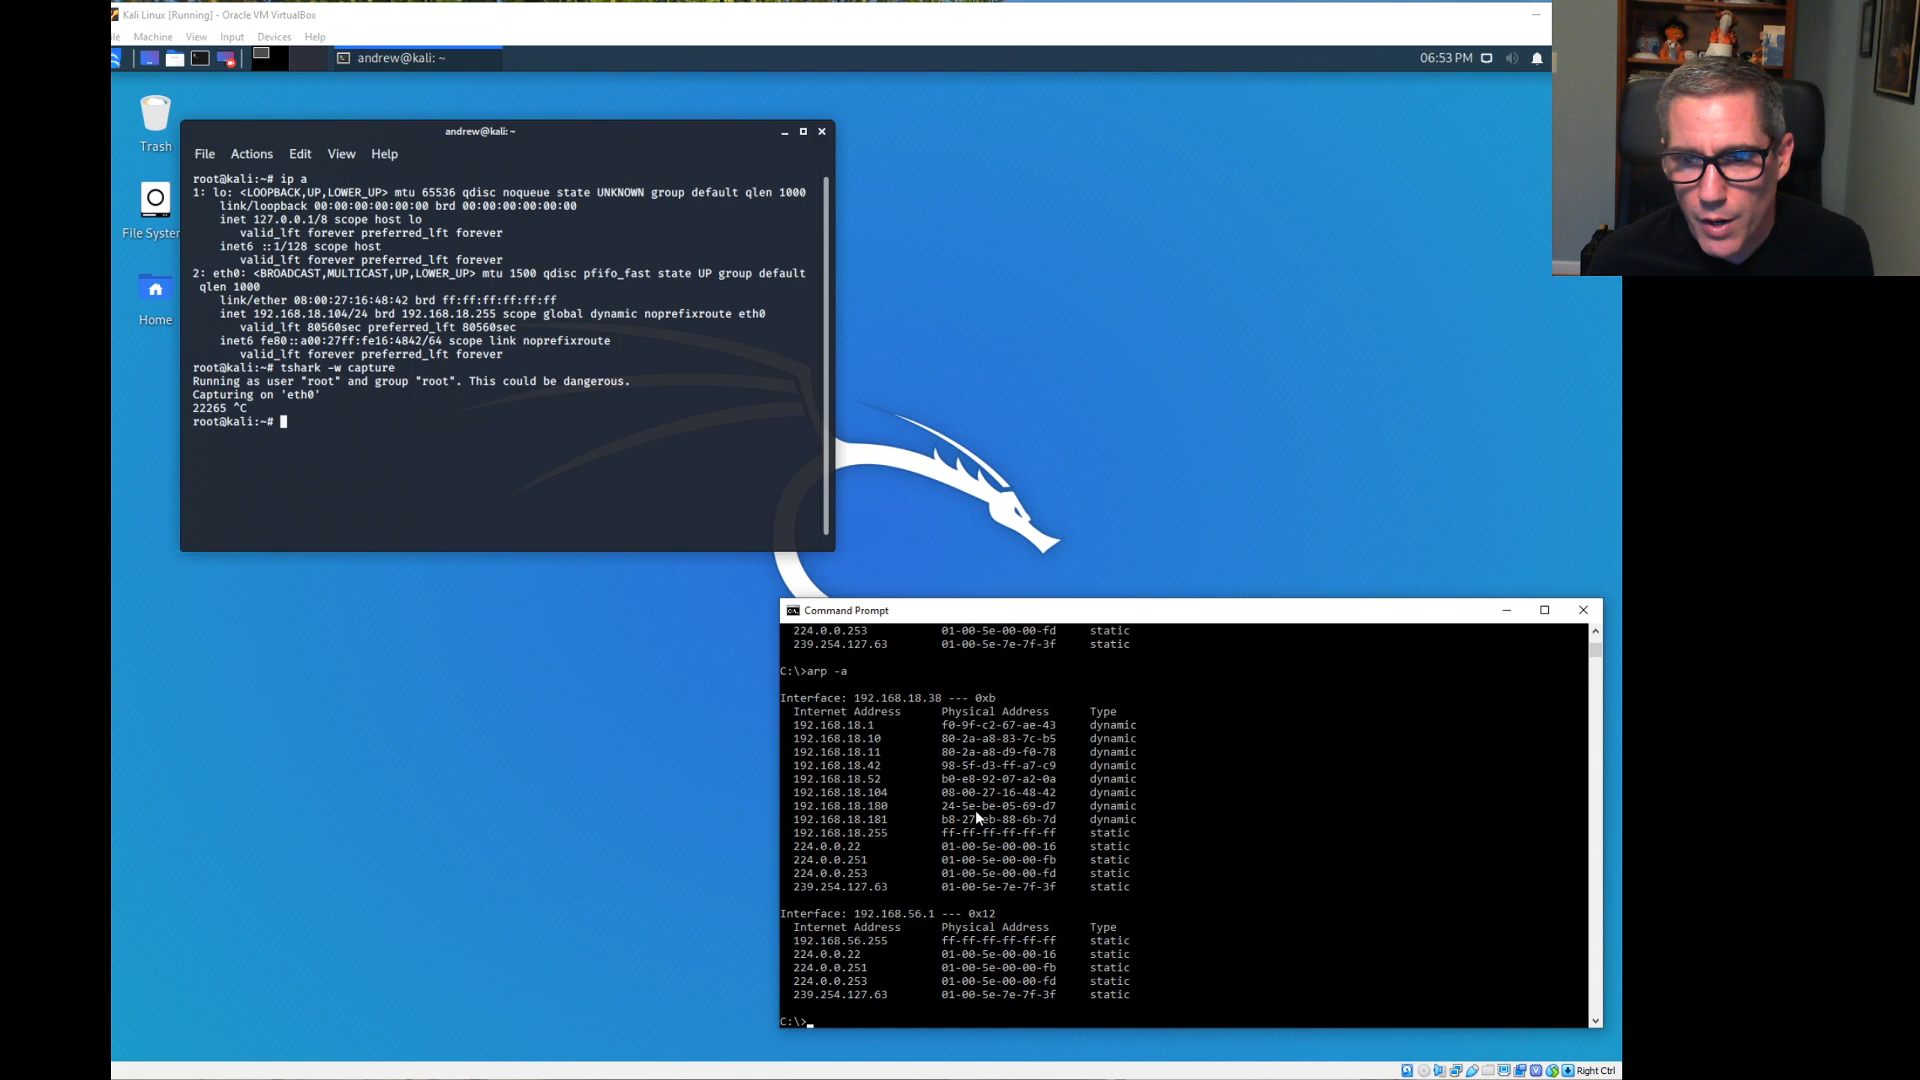 Kali Linux [Running] - Oracle VM VirtualBox
Machine View Input Devices Help
andrew@kali: ~
06:53 PM
Trash
File System
Home
andrew@kali: ~
File Actions Edit View Help
root@kali:~# ip a
1: lo: <LOOPBACK,UP,LOWER_UP> mtu 65536 qdisc noqueue state UNKNOWN group default qlen 1000
link/loopback 00:00:00:00:00:00 brd 00:00:00:00:00:00
inet 127.0.0.1/8 scope host lo
valid_lft forever preferred_lft forever
inet6 ::1/128 scope host
valid_lft forever preferred_lft forever
2: eth0: <BROADCAST,MULTICAST,UP,LOWER_UP> mtu 1500 qdisc pfifo_fast state UP group default
qlen 1000
link/ether 08:00:27:16:48:42 brd ff:ff:ff:ff:ff:ff
inet 192.168.18.104/24 brd 192.168.18.255 scope global dynamic noprefixroute eth0
valid_lft 80560sec preferred_lft 80560sec
inet6 fe80::a00:27ff:fe16:4842/64 scope link noprefixroute
valid_lft forever preferred_lft forever
root@kali:~# tshark -w capture
Running as user "root" and group "root". This could be dangerous.
Capturing on 'eth0'
22265 ^C
root@kali:~#
Command Prompt
224.0.0.253 01-00-5e-00-00-fd static
239.254.127.63 01-00-5e-7e-7f-3f static
C:\>arp -a
Interface: 192.168.18.38 --- 0xb
Internet Address Physical Address Type
192.168.18.1 f0-9f-c2-67-ae-43 dynamic
192.168.18.10 80-2a-a8-83-7c-b5 dynamic
192.168.18.11 80-2a-a8-d9-f0-78 dynamic
192.168.18.42 98-5f-d3-ff-a7-c9 dynamic
192.168.18.52 b0-e8-92-07-a2-0a dynamic
192.168.18.104 08-00-27-16-48-42 dynamic
192.168.18.180 24-5e-be-05-69-d7 dynamic
192.168.18.181 b8-27-eb-88-6b-7d dynamic
192.168.18.255 ff-ff-ff-ff-ff-ff static
224.0.0.22 01-00-5e-00-00-16 static
224.0.0.251 01-00-5e-00-00-fb static
224.0.0.253 01-00-5e-00-00-fd static
239.254.127.63 01-00-5e-7e-7f-3f static
Interface: 192.168.56.1 --- 0x12
Internet Address Physical Address Type
192.168.56.255 ff-ff-ff-ff-ff-ff static
224.0.0.22 01-00-5e-00-00-16 static
224.0.0.251 01-00-5e-00-00-fb static
224.0.0.253 01-00-5e-00-00-fd static
239.254.127.63 01-00-5e-7e-7f-3f static
C:\>
Right Ctrl